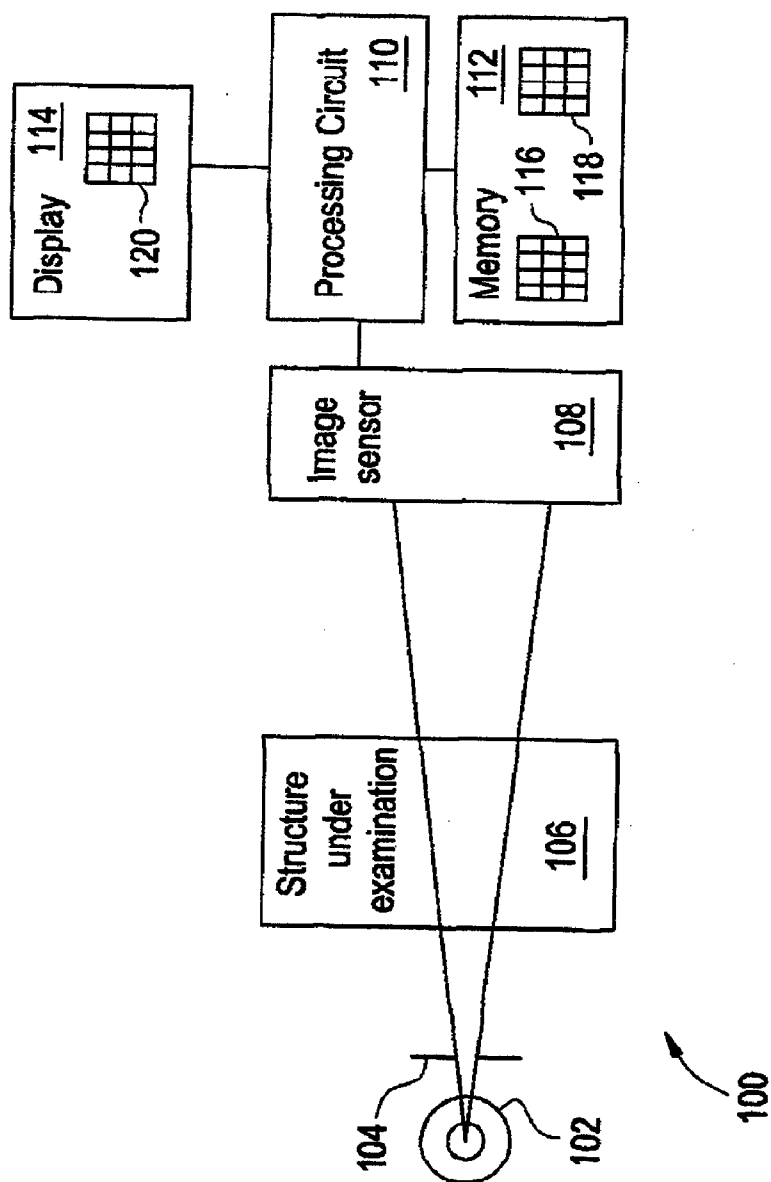 Display 114
120
Processing Circuit
110
Memory
112
116
118
Image
sensor
108
Structure
under
examination
106
104
102
100